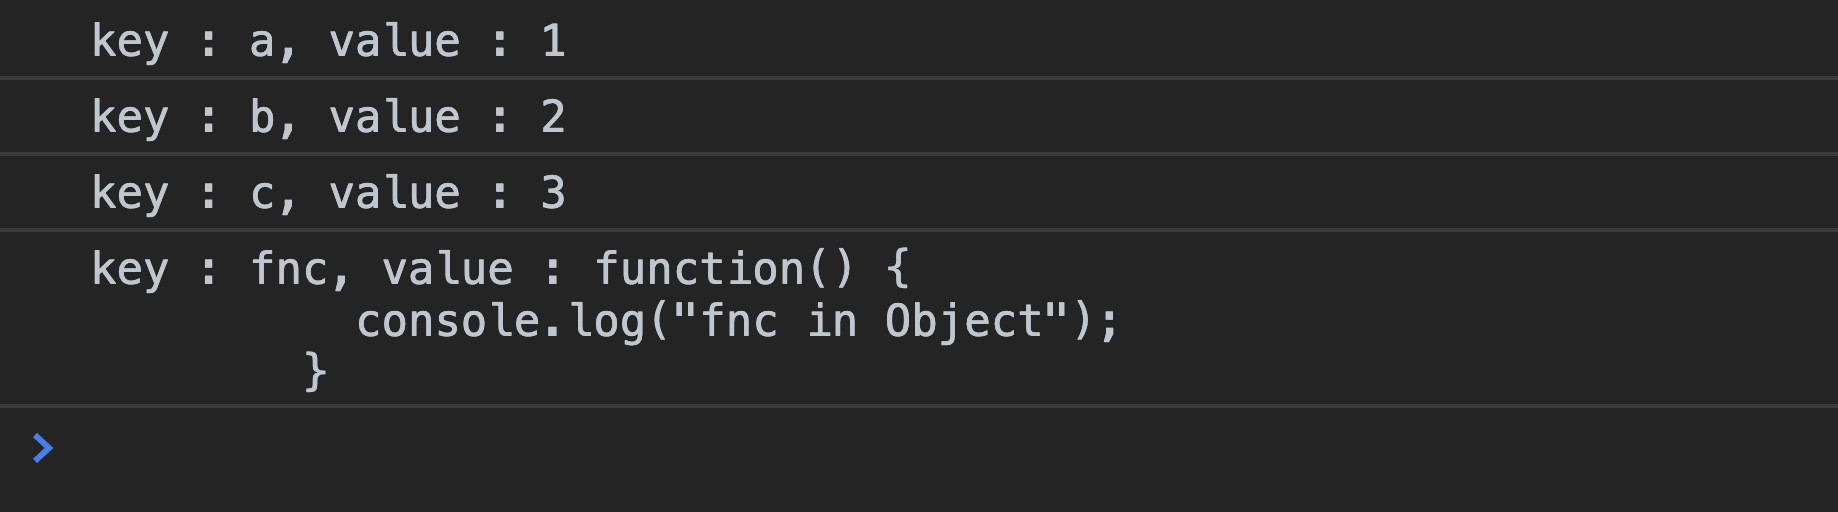 key : a, value : 1
key : b, value : 2
key : c, value : 3
key : fnc, value : function() {
          console.log("fnc in Object");
        }
>